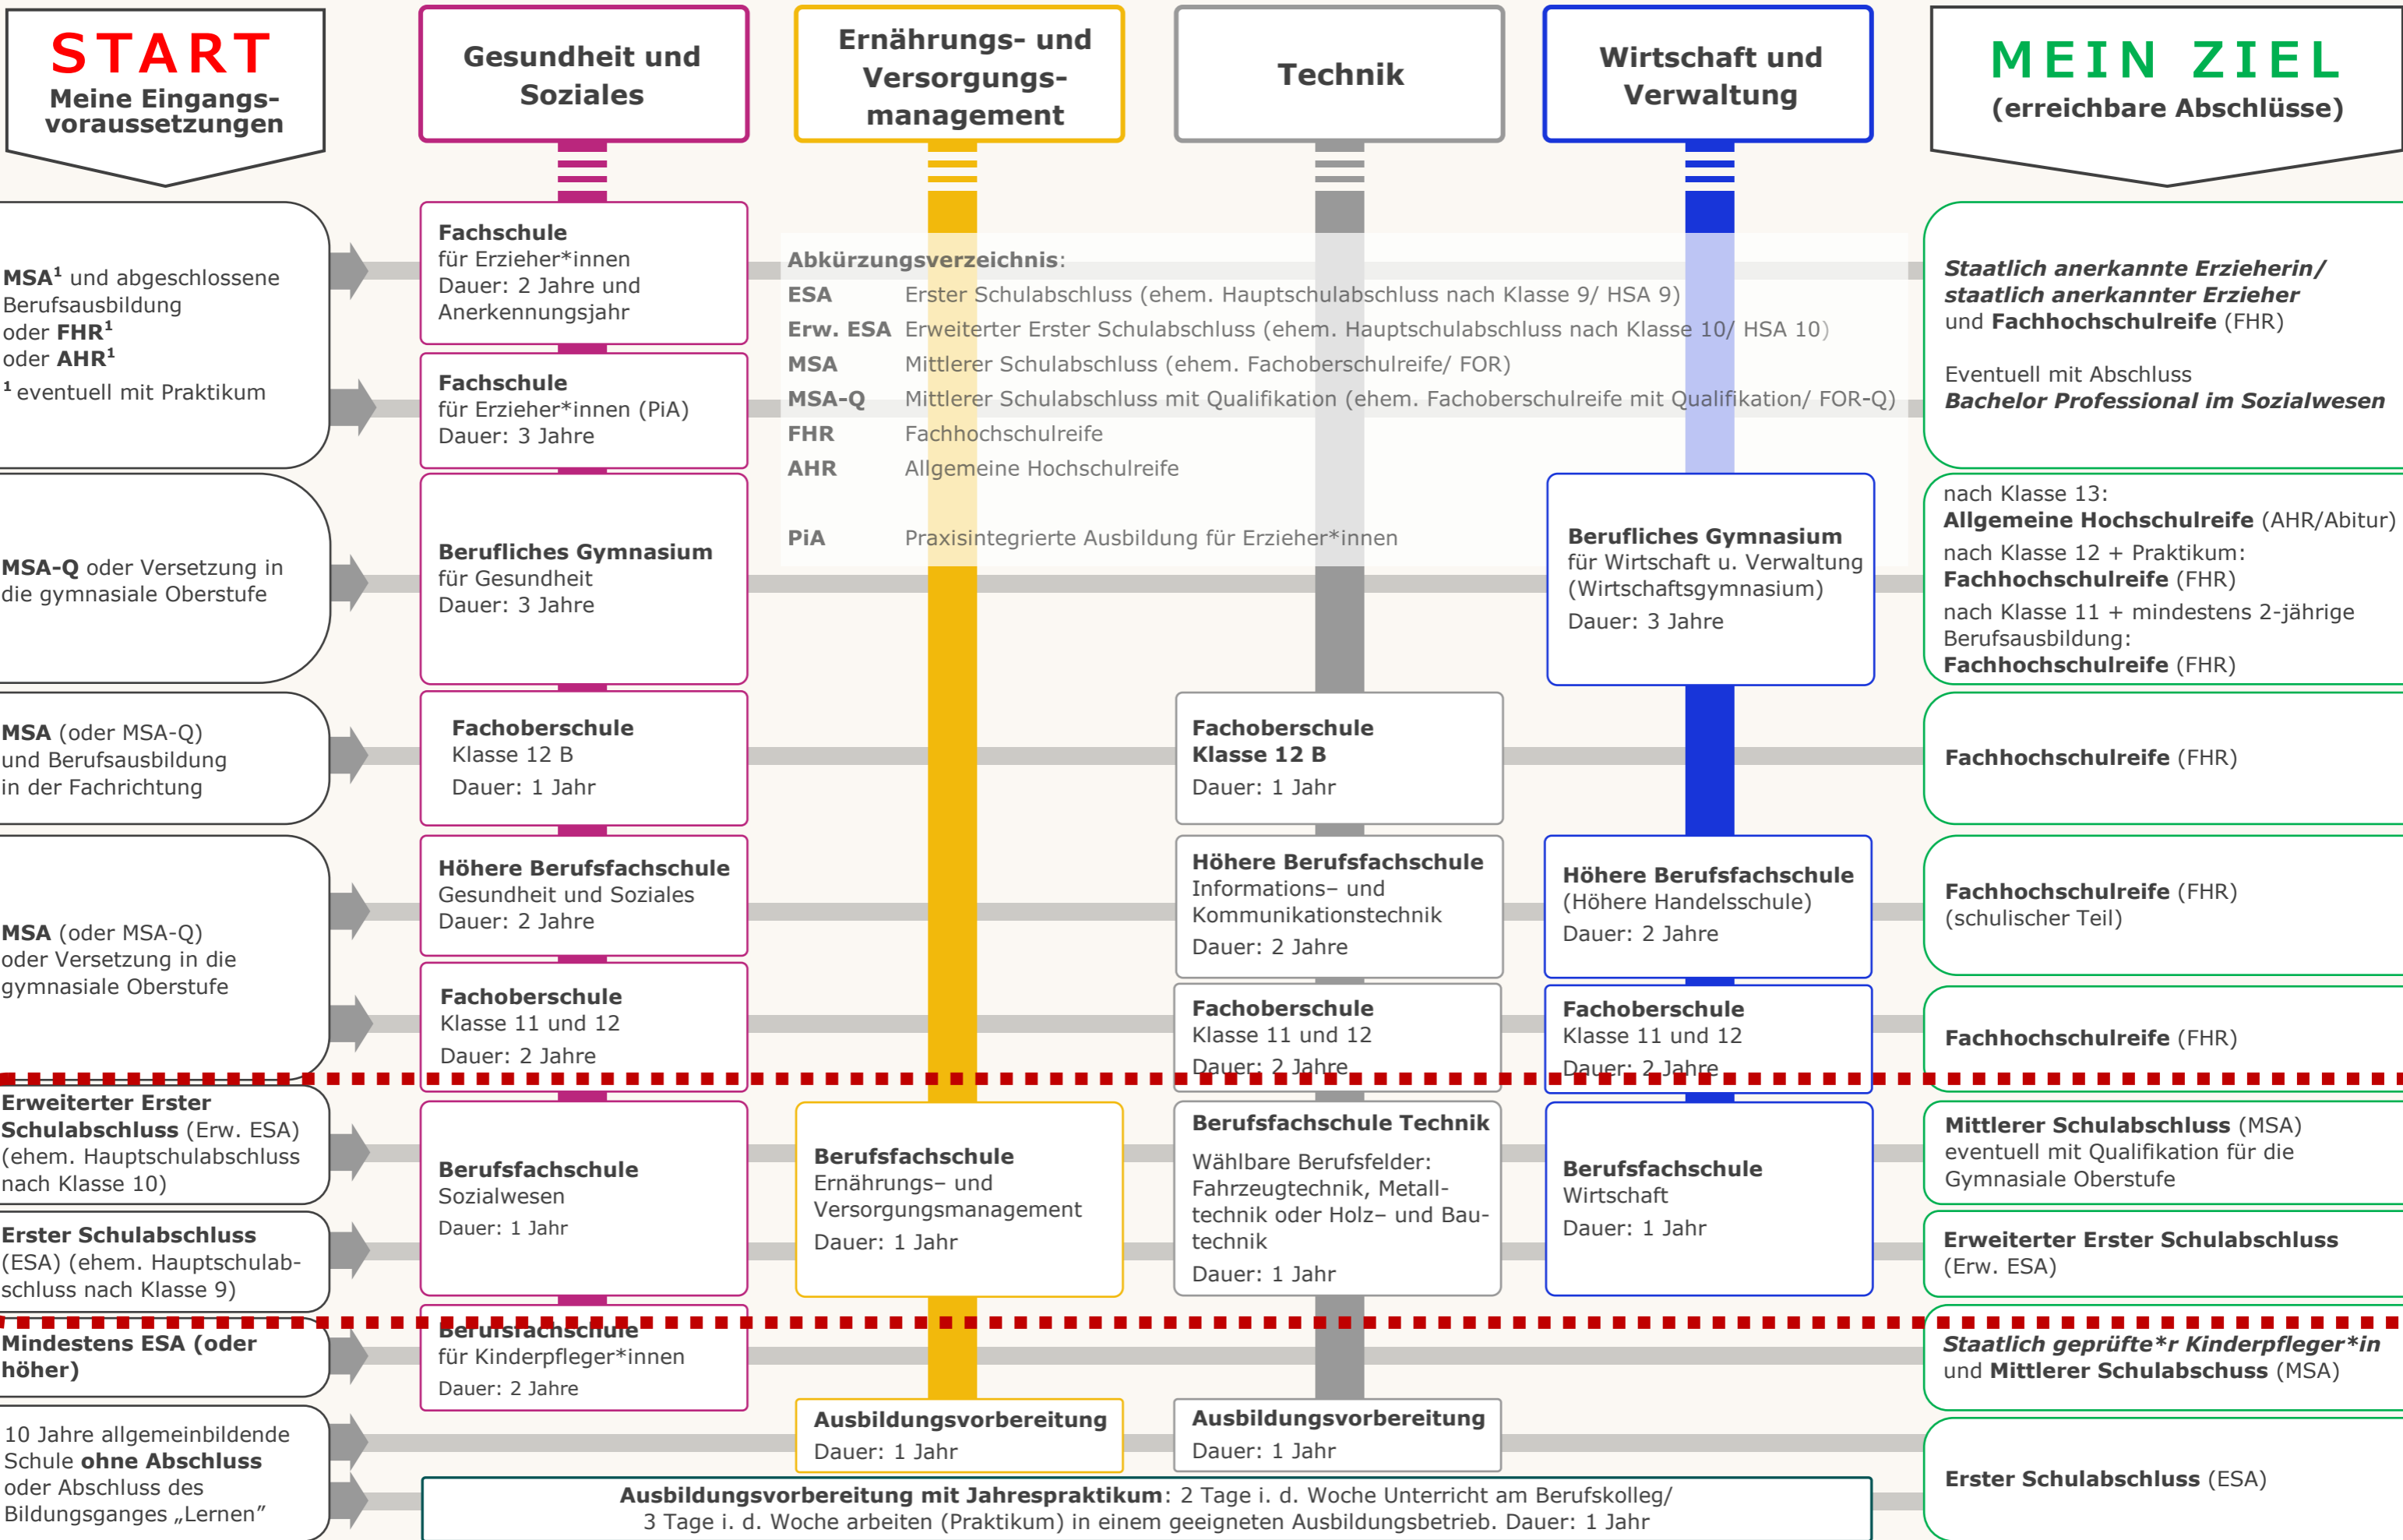 START
Meine Eingangs-
voraussetzungen
Gesundheit und
Soziales
Ernährungs- und
Versorgungs-
management
Technik
Wirtschaft und
Verwaltung
MEIN ZIEL
(erreichbare Abschlüsse)
MSA¹ und abgeschlossene
Berufsausbildung
oder FHR¹
oder AHR¹
¹ eventuell mit Praktikum
Fachschule
für Erzieher*innen
Dauer: 2 Jahre und
Anerkennungsjahr
Fachschule
für Erzieher*innen (PiA)
Dauer: 3 Jahre
Abkürzungsverzeichnis:
ESA Erster Schulabschluss (ehem. Hauptschulabschluss nach Klasse 9/ HSA 9)
Erw. ESA Erweiterter Erster Schulabschluss (ehem. Hauptschulabschluss nach Klasse 10/ HSA 10)
MSA Mittlerer Schulabschluss (ehem. Fachoberschulreife/ FOR)
MSA-Q Mittlerer Schulabschluss mit Qualifikation (ehem. Fachoberschulreife mit Qualifikation/ FOR-Q)
FHR Fachhochschulreife
AHR Allgemeine Hochschulreife
PiA Praxisintegrierte Ausbildung für Erzieher*innen
Staatlich anerkannte Erzieherin/
staatlich anerkannter Erzieher
und Fachhochschulreife (FHR)
Eventuell mit Abschluss
Bachelor Professional im Sozialwesen
MSA-Q oder Versetzung in
die gymnasiale Oberstufe
Berufliches Gymnasium
für Gesundheit
Dauer: 3 Jahre
Berufliches Gymnasium
für Wirtschaft u. Verwaltung
(Wirtschaftsgymnasium)
Dauer: 3 Jahre
nach Klasse 13:
Allgemeine Hochschulreife (AHR/Abitur)
nach Klasse 12 + Praktikum:
Fachhochschulreife (FHR)
nach Klasse 11 + mindestens 2-jährige
Berufsausbildung:
Fachhochschulreife (FHR)
MSA (oder MSA-Q)
und Berufsausbildung
in der Fachrichtung
Fachoberschule
Klasse 12 B
Dauer: 1 Jahr
Fachoberschule
Klasse 12 B
Dauer: 1 Jahr
Fachhochschulreife (FHR)
MSA (oder MSA-Q)
oder Versetzung in die
gymnasiale Oberstufe
Höhere Berufsfachschule
Gesundheit und Soziales
Dauer: 2 Jahre
Höhere Berufsfachschule
Informations– und
Kommunikationstechnik
Dauer: 2 Jahre
Höhere Berufsfachschule
(Höhere Handelsschule)
Dauer: 2 Jahre
Fachhochschulreife (FHR)
(schulischer Teil)
Fachoberschule
Klasse 11 und 12
Dauer: 2 Jahre
Fachoberschule
Klasse 11 und 12
Dauer: 2 Jahre
Fachoberschule
Klasse 11 und 12
Dauer: 2 Jahre
Fachhochschulreife (FHR)
Erweiterter Erster
Schulabschluss (Erw. ESA)
(ehem. Hauptschulabschluss
nach Klasse 10)
Erster Schulabschluss
(ESA) (ehem. Hauptschulab-
schluss nach Klasse 9)
Berufsfachschule
Sozialwesen
Dauer: 1 Jahr
Berufsfachschule
Ernährungs– und
Versorgungsmanagement
Dauer: 1 Jahr
Berufsfachschule Technik
Wählbare Berufsfelder:
Fahrzeugtechnik, Metall-
technik oder Holz– und Bau-
technik
Dauer: 1 Jahr
Berufsfachschule
Wirtschaft
Dauer: 1 Jahr
Mittlerer Schulabschluss (MSA)
eventuell mit Qualifikation für die
Gymnasiale Oberstufe
Erweiterter Erster Schulabschluss
(Erw. ESA)
Mindestens ESA (oder
höher)
Berufsfachschule
für Kinderpfleger*innen
Dauer: 2 Jahre
Staatlich geprüfte*r Kinderpfleger*in
und Mittlerer Schulabschluss (MSA)
10 Jahre allgemeinbildende
Schule ohne Abschluss
oder Abschluss des
Bildungsganges „Lernen”
Ausbildungsvorbereitung
Dauer: 1 Jahr
Ausbildungsvorbereitung
Dauer: 1 Jahr
Ausbildungsvorbereitung mit Jahrespraktikum: 2 Tage i. d. Woche Unterricht am Berufskolleg/
3 Tage i. d. Woche arbeiten (Praktikum) in einem geeigneten Ausbildungsbetrieb. Dauer: 1 Jahr
Erster Schulabschluss (ESA)